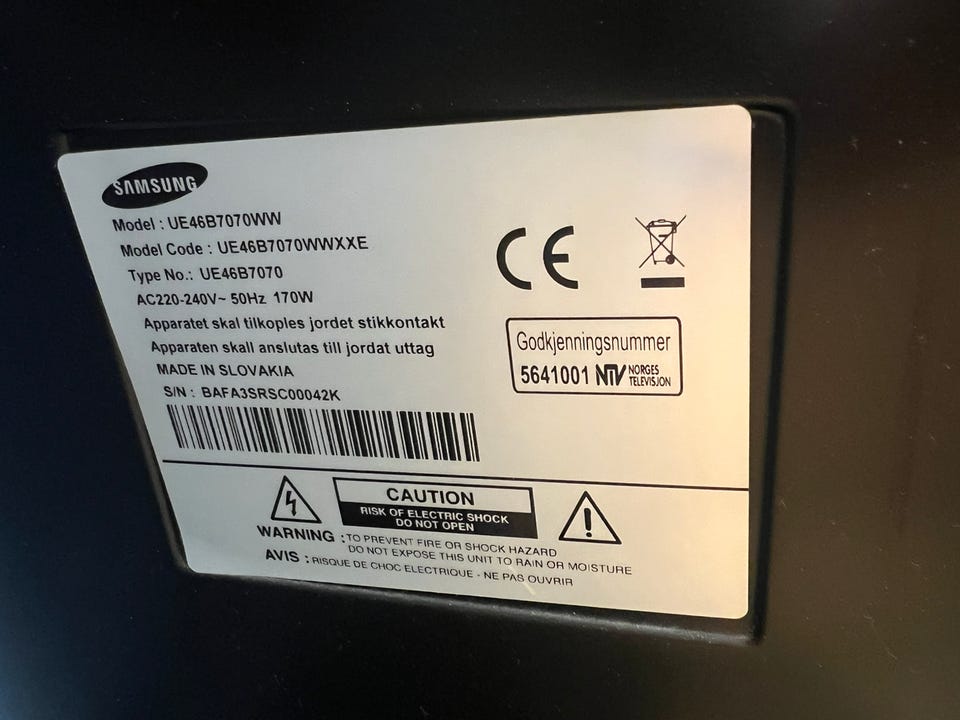 SAMSUNG
Model : UE46B7070WW
Model Code : UE46B7070WWXXE
Type No.: UE46B7070
AC220-240V~ 50Hz 170W
Apparatet skal tilkoples jordet stikkontakt
Apparaten skall anslutas till jordat uttag
MADE IN SLOVAKIA
S/N : BAFA3SRSC00042K
CE
Godkjenningsnummer
5641001 NTV NORGES
TELEVISJON
CAUTION
RISK OF ELECTRIC SHOCK
DO NOT OPEN
WARNING : TO PREVENT FIRE OR SHOCK HAZARD
DO NOT EXPOSE THIS UNIT TO RAIN OR MOISTURE
AVIS : RISQUE DE CHOC ELECTRIQUE - NE PAS OUVRIR